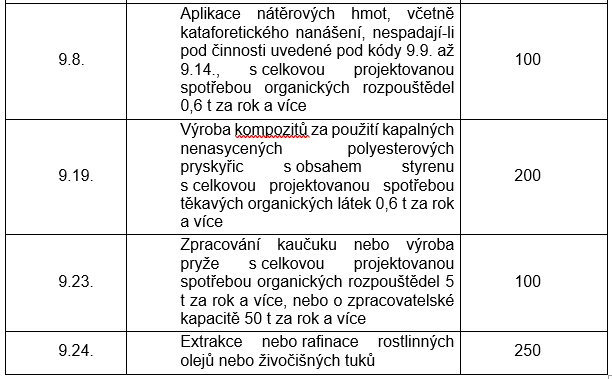 Aplikace nátěrových hmot, včetně
kataforetického nanášení, nespadají-li
pod činnosti uvedené pod kódy 9.9. až
9.8. 9.14., s celkovou projektovanou 100
spotřebou organických rozpouštědel
0,6 t za rok a více
Výroba kompozitů za použití kapalných
nenasycených polyesterových
pryskyřic s obsahem styrenu
9.19. s celkovou projektovanou spotřebou 200
těkavých organických látek 0,6 t za rok
a více
Zpracování kaučuku nebo výroba
pryže s celkovou projektovanou
9.23. spotřebou organických rozpouštědel 5 100
t za rok a více, nebo o zpracovatelské
kapacitě 50 t za rok a více
9.24. Extrakce nebo rafinace rostlinných 250
olejů nebo živočišných tuků